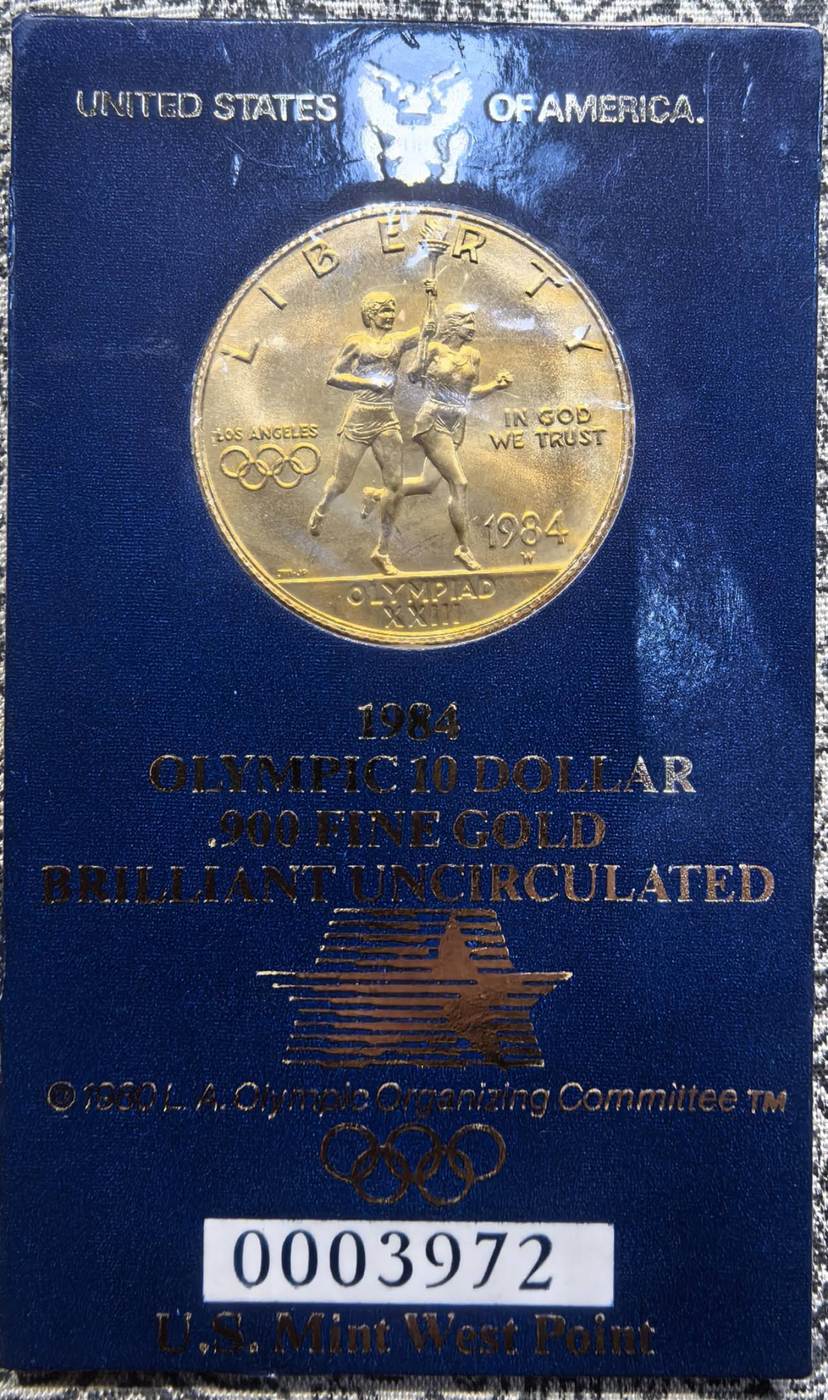 UNITED STATES OF AMERICA.
LIBERTY
LOS ANGELES
IN GOD
WE TRUST
1984
W
OLYMPIAD
XXIII
1984
OLYMPIC 10 DOLLAR
.900 FINE GOLD
BRILLIANT UNCIRCULATED
© 1980 L. A. Olympic Organizing Committee TM
0003972
U.S. Mint West Point